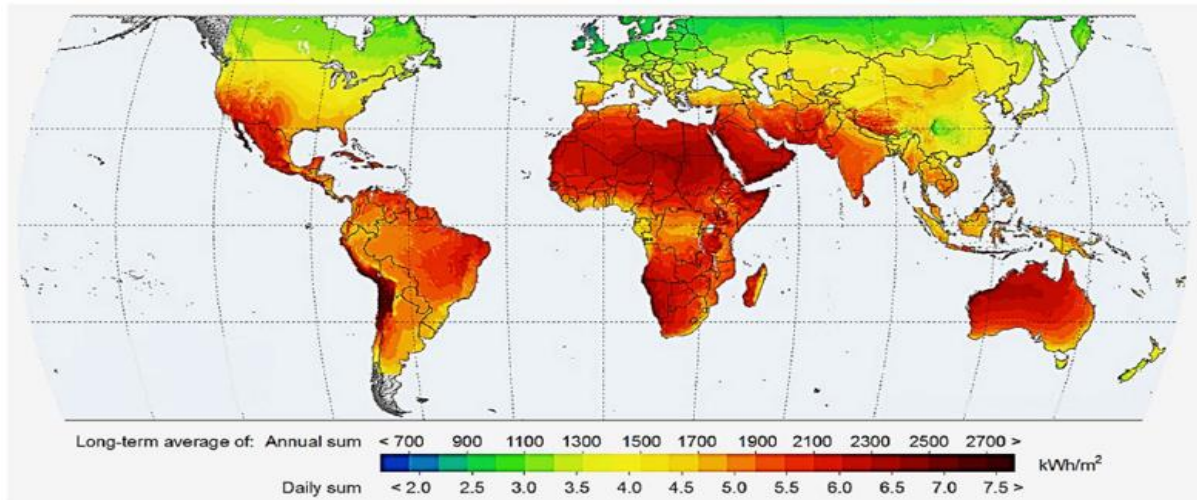 Long-term average of: Annual sum < 700 900 1100 1300 1500 1700 1900 2100 2300 2500 2700 >
kWh/m²
Daily sum < 2.0 2.5 3.0 3.5 4.0 4.5 5.0 5.5 6.0 6.5 7.0 7.5 >